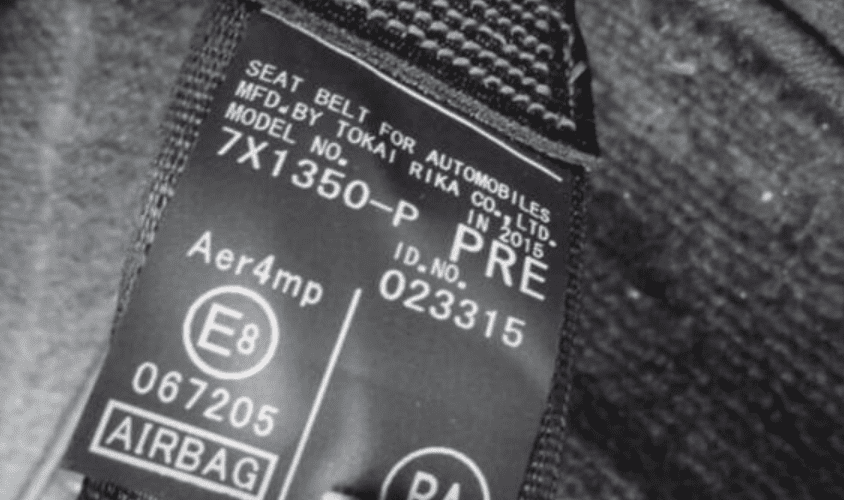 SEAT BELT FOR AUTOMOBILES
MFD.BY TOKAI RIKA CO.,LTD.
MODEL NO. IN 2015
7X1350-P PRE
ID.NO.
023315
Aer4mp
E8
067205
AIRBAG